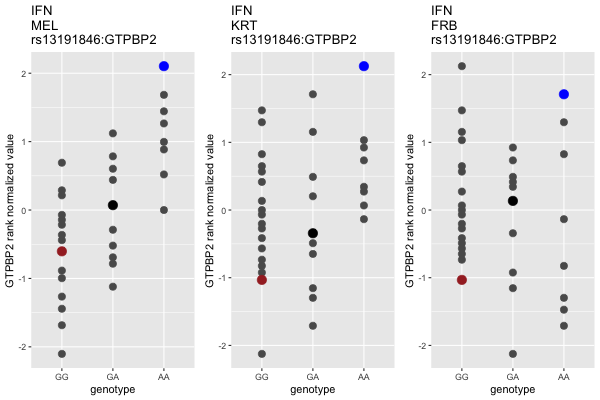 IFN
MEL
rs13191846:GTPBP2
GTPBP2 rank normalized value
2
1
0
-1
-2
GG
GA
AA
genotype
IFN
KRT
rs13191846:GTPBP2
GTPBP2 rank normalized value
2
1
0
-1
-2
GG
GA
AA
genotype
IFN
FRB
rs13191846:GTPBP2
GTPBP2 rank normalized value
2
1
0
-1
-2
GG
GA
AA
genotype